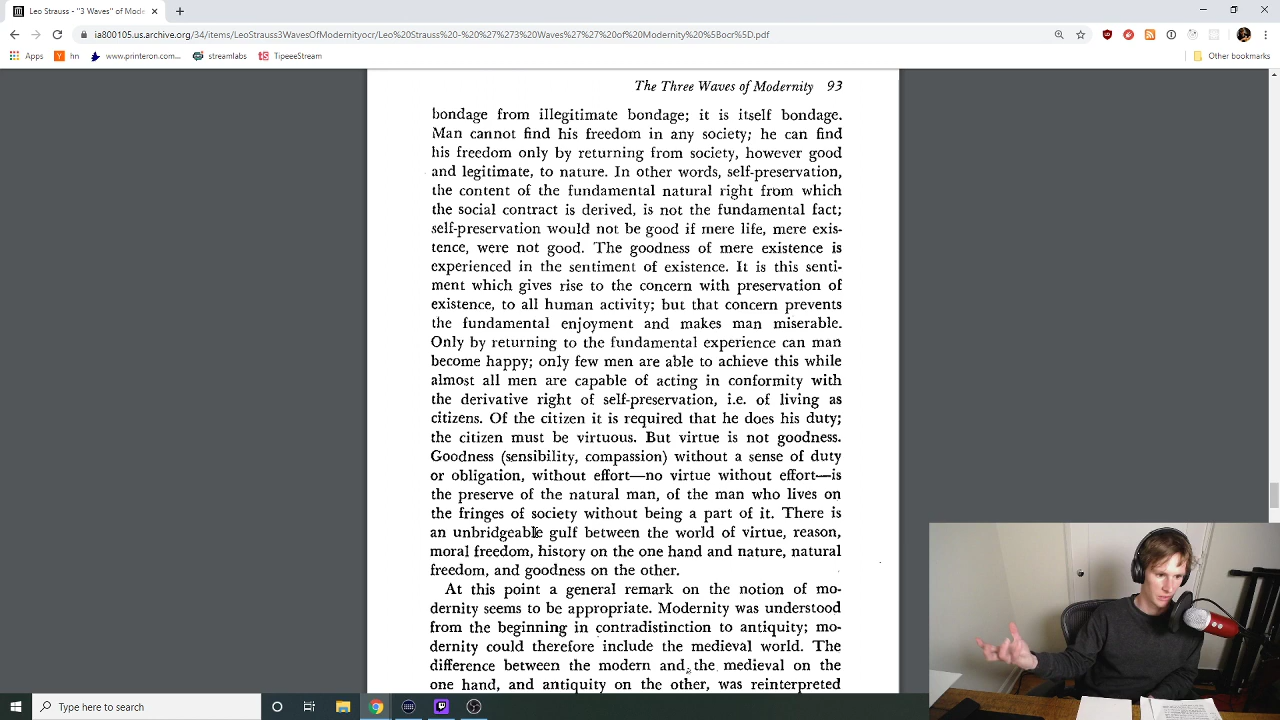 Leo Strauss - "3 Waves" of Mode
ia800105.us.archive.org/34/items/LeoStrauss3WavesOfModernityocr/Leo%20Strauss%20-%20%27%273%20Waves%27%27%20of%20Modernity%20%5Bocr%5D.pdf
Apps hn www.printeron.com... streamlabs TipeeeStream Other bookmarks
The Three Waves of Modernity 93
bondage from illegitimate bondage; it is itself bondage.
Man cannot find his freedom in any society; he can find
his freedom only by returning from society, however good
and legitimate, to nature. In other words, self-preservation,
the content of the fundamental natural right from which
the social contract is derived, is not the fundamental fact;
self-preservation would not be good if mere life, mere exis-
tence, were not good. The goodness of mere existence is
experienced in the sentiment of existence. It is this senti-
ment which gives rise to the concern with preservation of
existence, to all human activity; but that concern prevents
the fundamental enjoyment and makes man miserable.
Only by returning to the fundamental experience can man
become happy; only few men are able to achieve this while
almost all men are capable of acting in conformity with
the derivative right of self-preservation, i.e. of living as
citizens. Of the citizen it is required that he does his duty;
the citizen must be virtuous. But virtue is not goodness.
Goodness (sensibility, compassion) without a sense of duty
or obligation, without effort—no virtue without effort—is
the preserve of the natural man, of the man who lives on
the fringes of society without being a part of it. There is
an unbridgeable gulf between the world of virtue, reason,
moral freedom, history on the one hand and nature, natural
freedom, and goodness on the other.
At this point a general remark on the notion of mo-
dernity seems to be appropriate. Modernity was understood
from the beginning in contradistinction to antiquity; mo-
dernity could therefore include the medieval world. The
difference between the modern and the medieval on the
one hand, and antiquity on the other, was reinterpreted
Type here to search